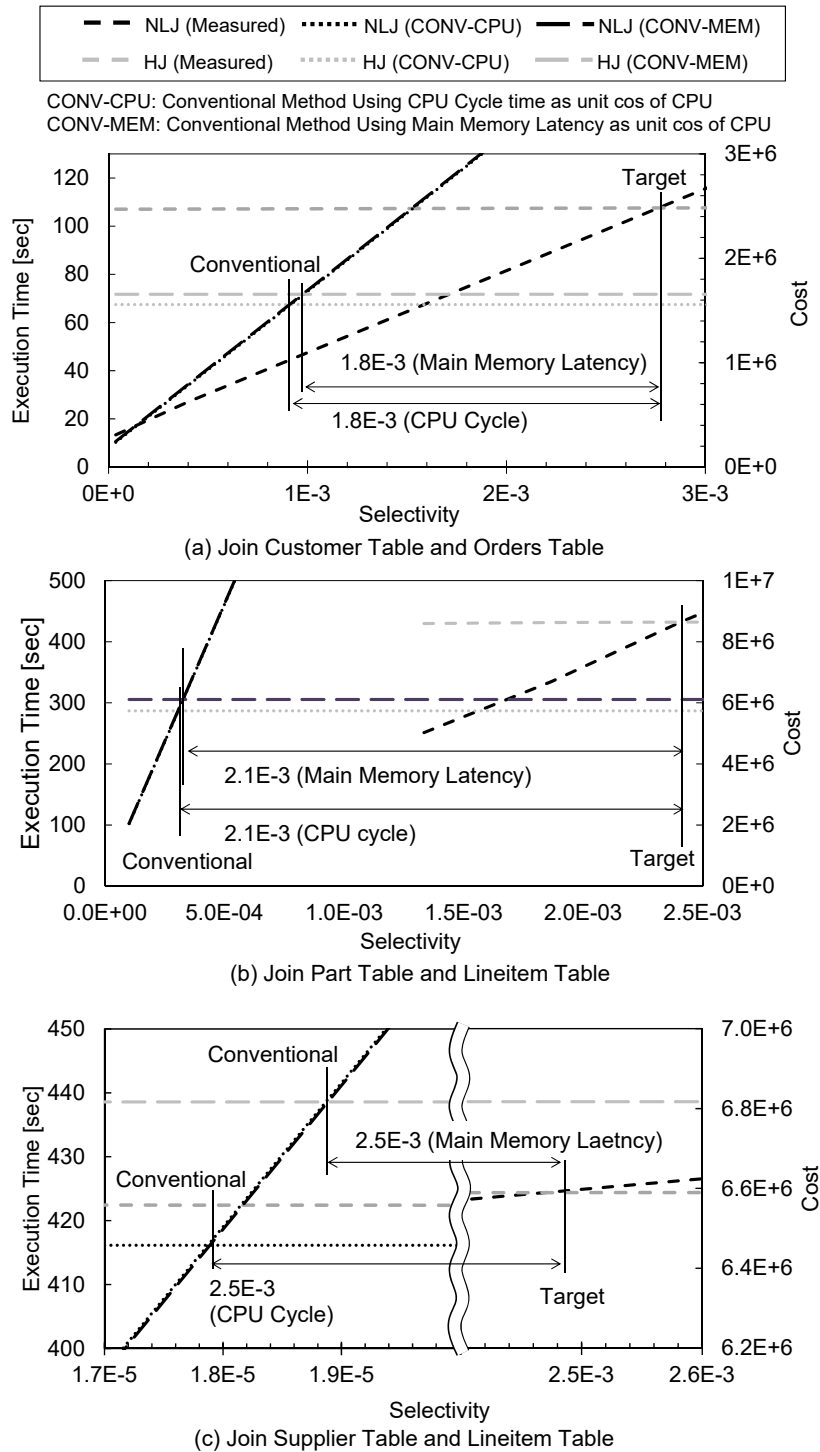 NLJ (Measured) NLJ (CONV-CPU) NLJ (CONV-MEM)
HJ (Measured) HJ (CONV-CPU) HJ (CONV-MEM)
CONV-CPU: Conventional Method Using CPU Cycle time as unit cos of CPU
CONV-MEM: Conventional Method Using Main Memory Latency as unit cos of CPU
Execution Time [sec]
120
100
80
60
40
20
0
3E+6
2E+6
1E+6
0E+0
Cost
Target
Conventional
1.8E-3 (Main Memory Latency)
1.8E-3 (CPU Cycle)
0E+0 1E-3 2E-3 3E-3
Selectivity
(a) Join Customer Table and Orders Table
Execution Time [sec]
500
400
300
200
100
0
1E+7
8E+6
6E+6
4E+6
2E+6
0E+0
Cost
2.1E-3 (Main Memory Latency)
2.1E-3 (CPU cycle)
Conventional
Target
0.0E+00 5.0E-04 1.0E-03 1.5E-03 2.0E-03 2.5E-03
Selectivity
(b) Join Part Table and Lineitem Table
Execution Time [sec]
450
440
430
420
410
400
7.0E+6
6.8E+6
6.6E+6
6.4E+6
6.2E+6
Cost
Conventional
2.5E-3 (Main Memory Laetncy)
Conventional
2.5E-3
(CPU Cycle)
Target
1.7E-5 1.8E-5 1.9E-5 2.5E-3 2.6E-3
Selectivity
(c) Join Supplier Table and Lineitem Table